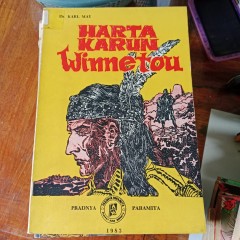 Dr. KARL MAY
HARTA
KARUN
Winnetou
PRADNYA PARAMITA
1983